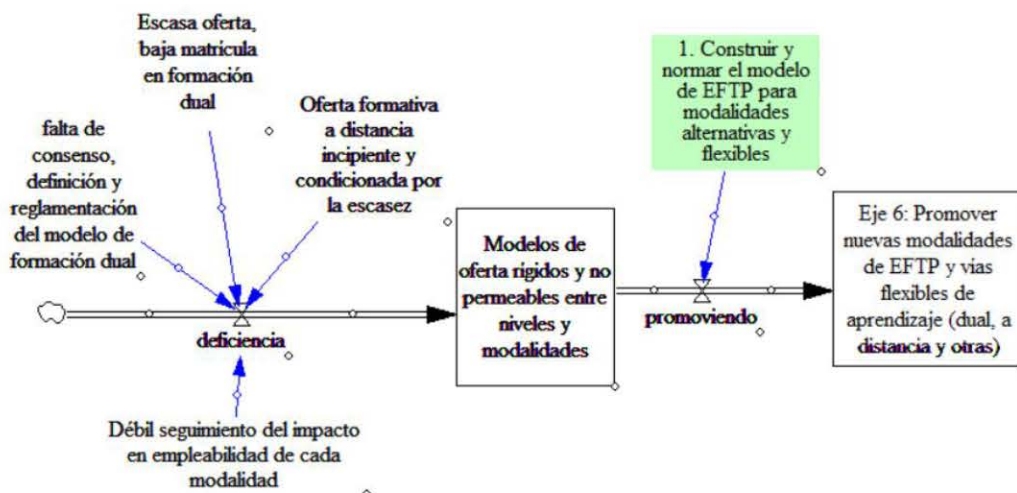 Escasa oferta,
baja matrícula
en formación
dual
1. Construir y
normar el modelo
de EFTP para
modalidades
alternativas y
flexibles
Oferta formativa
a distancia
incipiente y
condicionada por
la escasez
falta de
consenso,
definición y
reglamentación
del modelo de
formación dual
Modelos de
oferta rígidos y no
permeables entre
niveles y
modalidades
Eje 6: Promover
nuevas modalidades
de EFTP y vías
flexibles de
aprendizaje (dual, a
distancia y otras)
deficiencia
promoviendo
Débil seguimiento del impacto
en empleabilidad de cada
modalidad